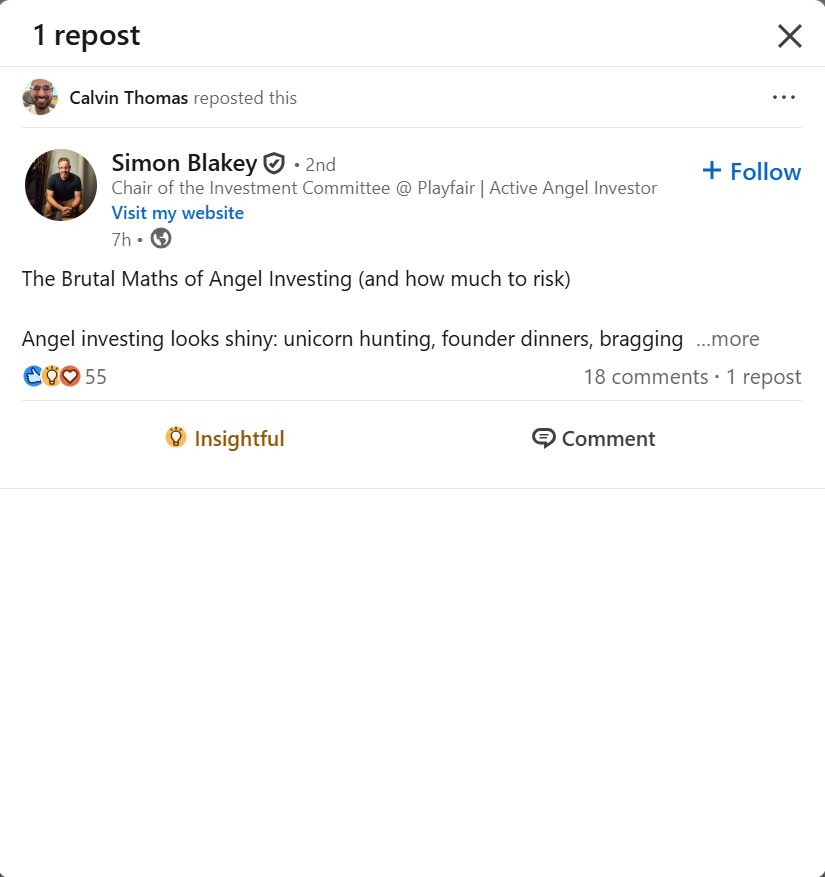 1 repost
Calvin Thomas reposted this
Simon Blakey • 2nd
Chair of the Investment Committee @ Playfair | Active Angel Investor
+ Follow
Visit my website
7h •
The Brutal Maths of Angel Investing (and how much to risk)
Angel investing looks shiny: unicorn hunting, founder dinners, bragging ...more
55
18 comments · 1 repost
Insightful
Comment